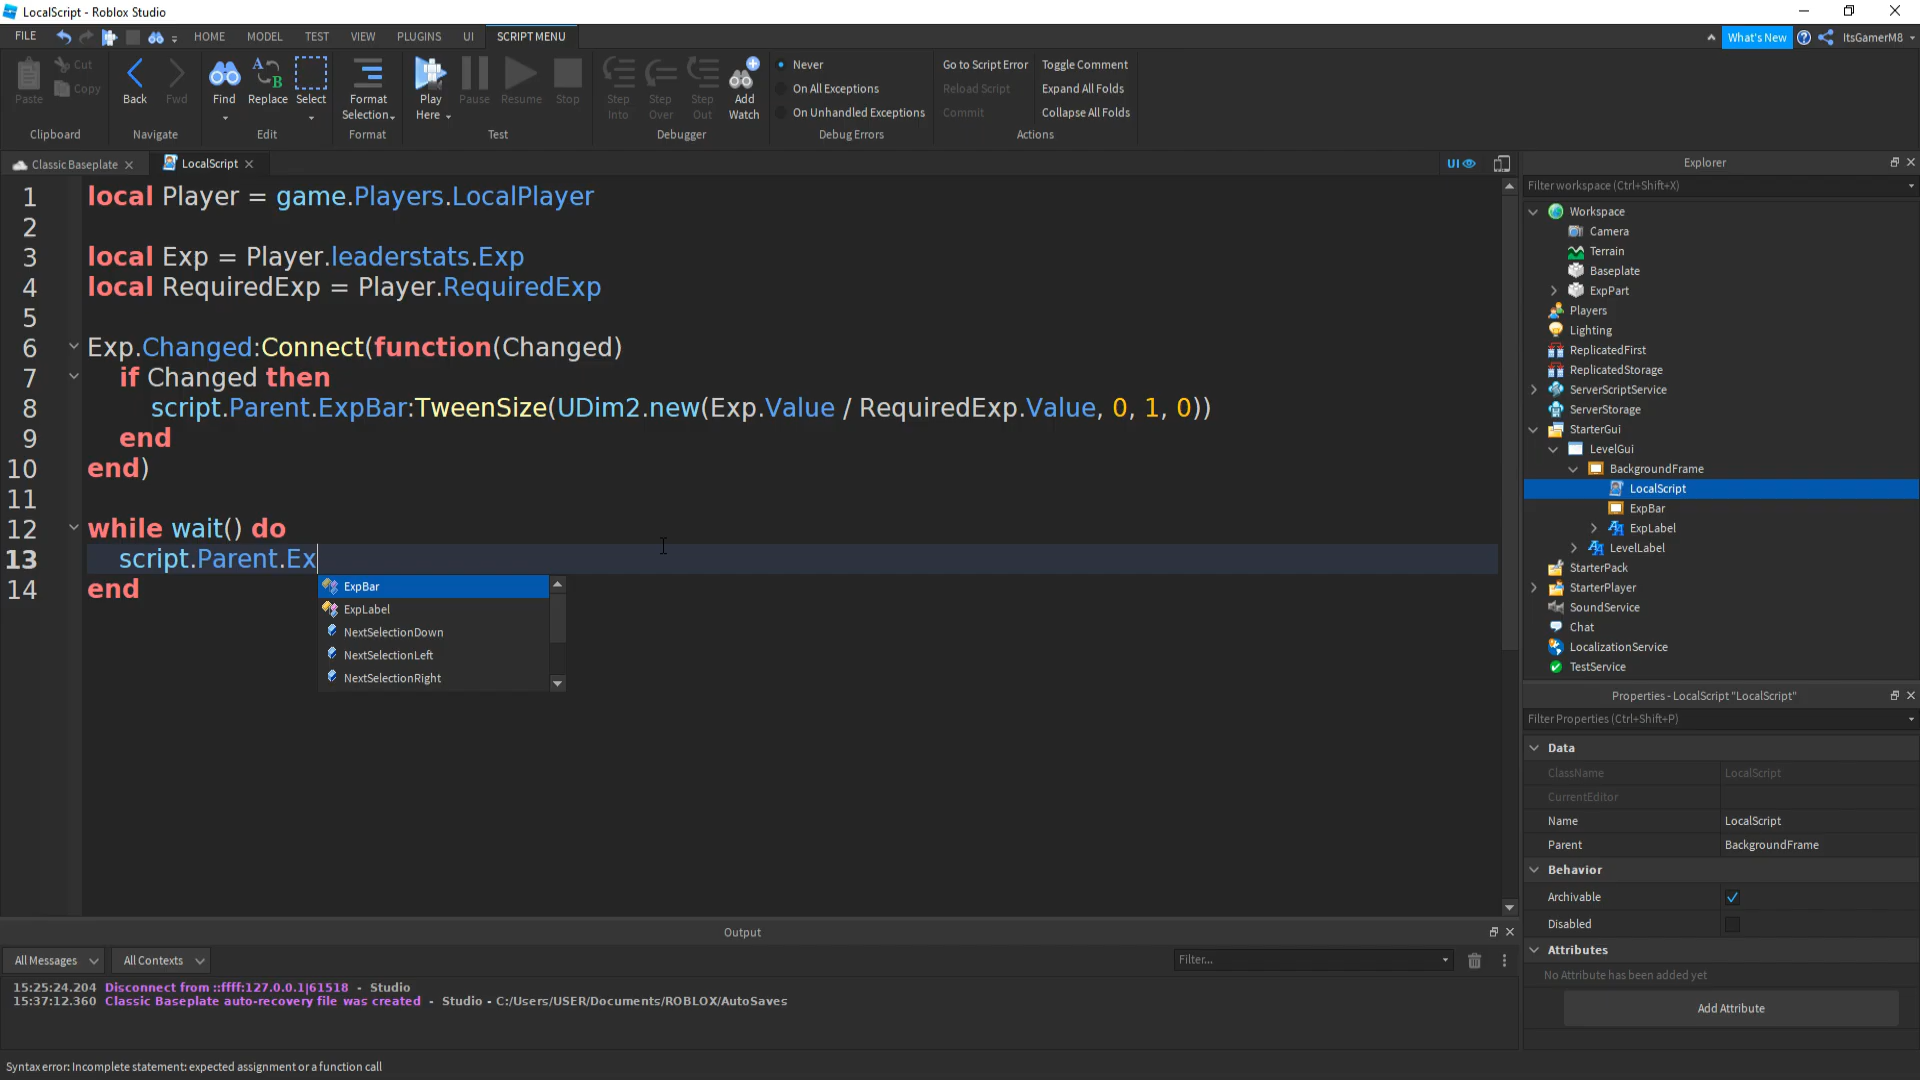 LocalScript - Roblox Studio
FILE HOME MODEL TEST VIEW PLUGINS UI SCRIPT MENU What's New ItsGamerM8
Paste Cut Copy Clipboard
Back Fwd Navigate
Find Replace Select Edit
Format Selection Format
Play Here Pause Resume Stop Test
Step Into Step Over Step Out Add Watch Debugger
Never
On All Exceptions
On Unhandled Exceptions
Debug Errors
Go to Script Error Toggle Comment
Reload Script Expand All Folds
Commit Collapse All Folds
Actions
Classic Baseplate LocalScript UI
1 local Player = game.Players.LocalPlayer
2
3 local Exp = Player.leaderstats.Exp
4 local RequiredExp = Player.RequiredExp
5
6 Exp.Changed:Connect(function(Changed)
7 if Changed then
8 script.Parent.ExpBar:TweenSize(UDim2.new(Exp.Value / RequiredExp.Value, 0, 1, 0))
9 end
10 end)
11
12 while wait() do
13 script.Parent.Ex
14 end
ExpBar
ExpLabel
NextSelectionDown
NextSelectionLeft
NextSelectionRight
Explorer
Filter workspace (Ctrl+Shift+X)
Workspace
Camera
Terrain
Baseplate
ExpPart
Players
Lighting
ReplicatedFirst
ReplicatedStorage
ServerScriptService
ServerStorage
StarterGui
LevelGui
BackgroundFrame
LocalScript
ExpBar
ExpLabel
LevelLabel
StarterPack
StarterPlayer
SoundService
Chat
LocalizationService
TestService
Properties - LocalScript "LocalScript"
Filter Properties (Ctrl+Shift+P)
Data
ClassName LocalScript
CurrentEditor
Name LocalScript
Parent BackgroundFrame
Behavior
Archivable
Disabled
Attributes
No Attribute has been added yet
Add Attribute
Output
All Messages All Contexts Filter...
15:25:24.204 Disconnect from ::ffff:127.0.0.1|61518 - Studio
15:37:12.360 Classic Baseplate auto-recovery file was created - Studio - C:/Users/USER/Documents/ROBLOX/AutoSaves
Syntax error: Incomplete statement: expected assignment or a function call